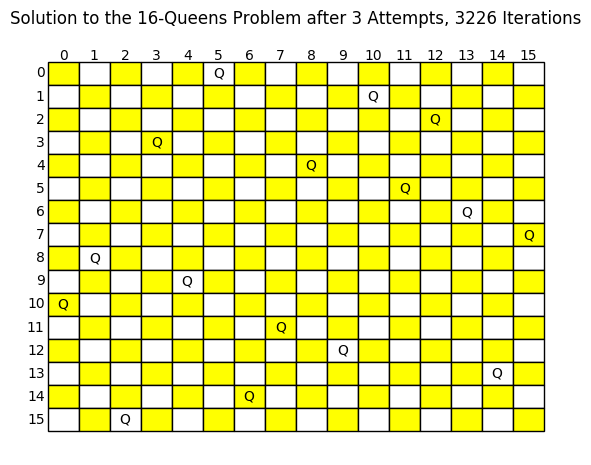 Solution to the 16-Queens Problem after 3 Attempts, 3226 Iterations
0 1 2 3 4 5 6 7 8 9 10 11 12 13 14 15
0 Q
1 Q
2 Q
3 Q
4 Q
5 Q
6 Q
7 Q
8 Q
9 Q
10 Q
11 Q
12 Q
13 Q
14 Q
15 Q